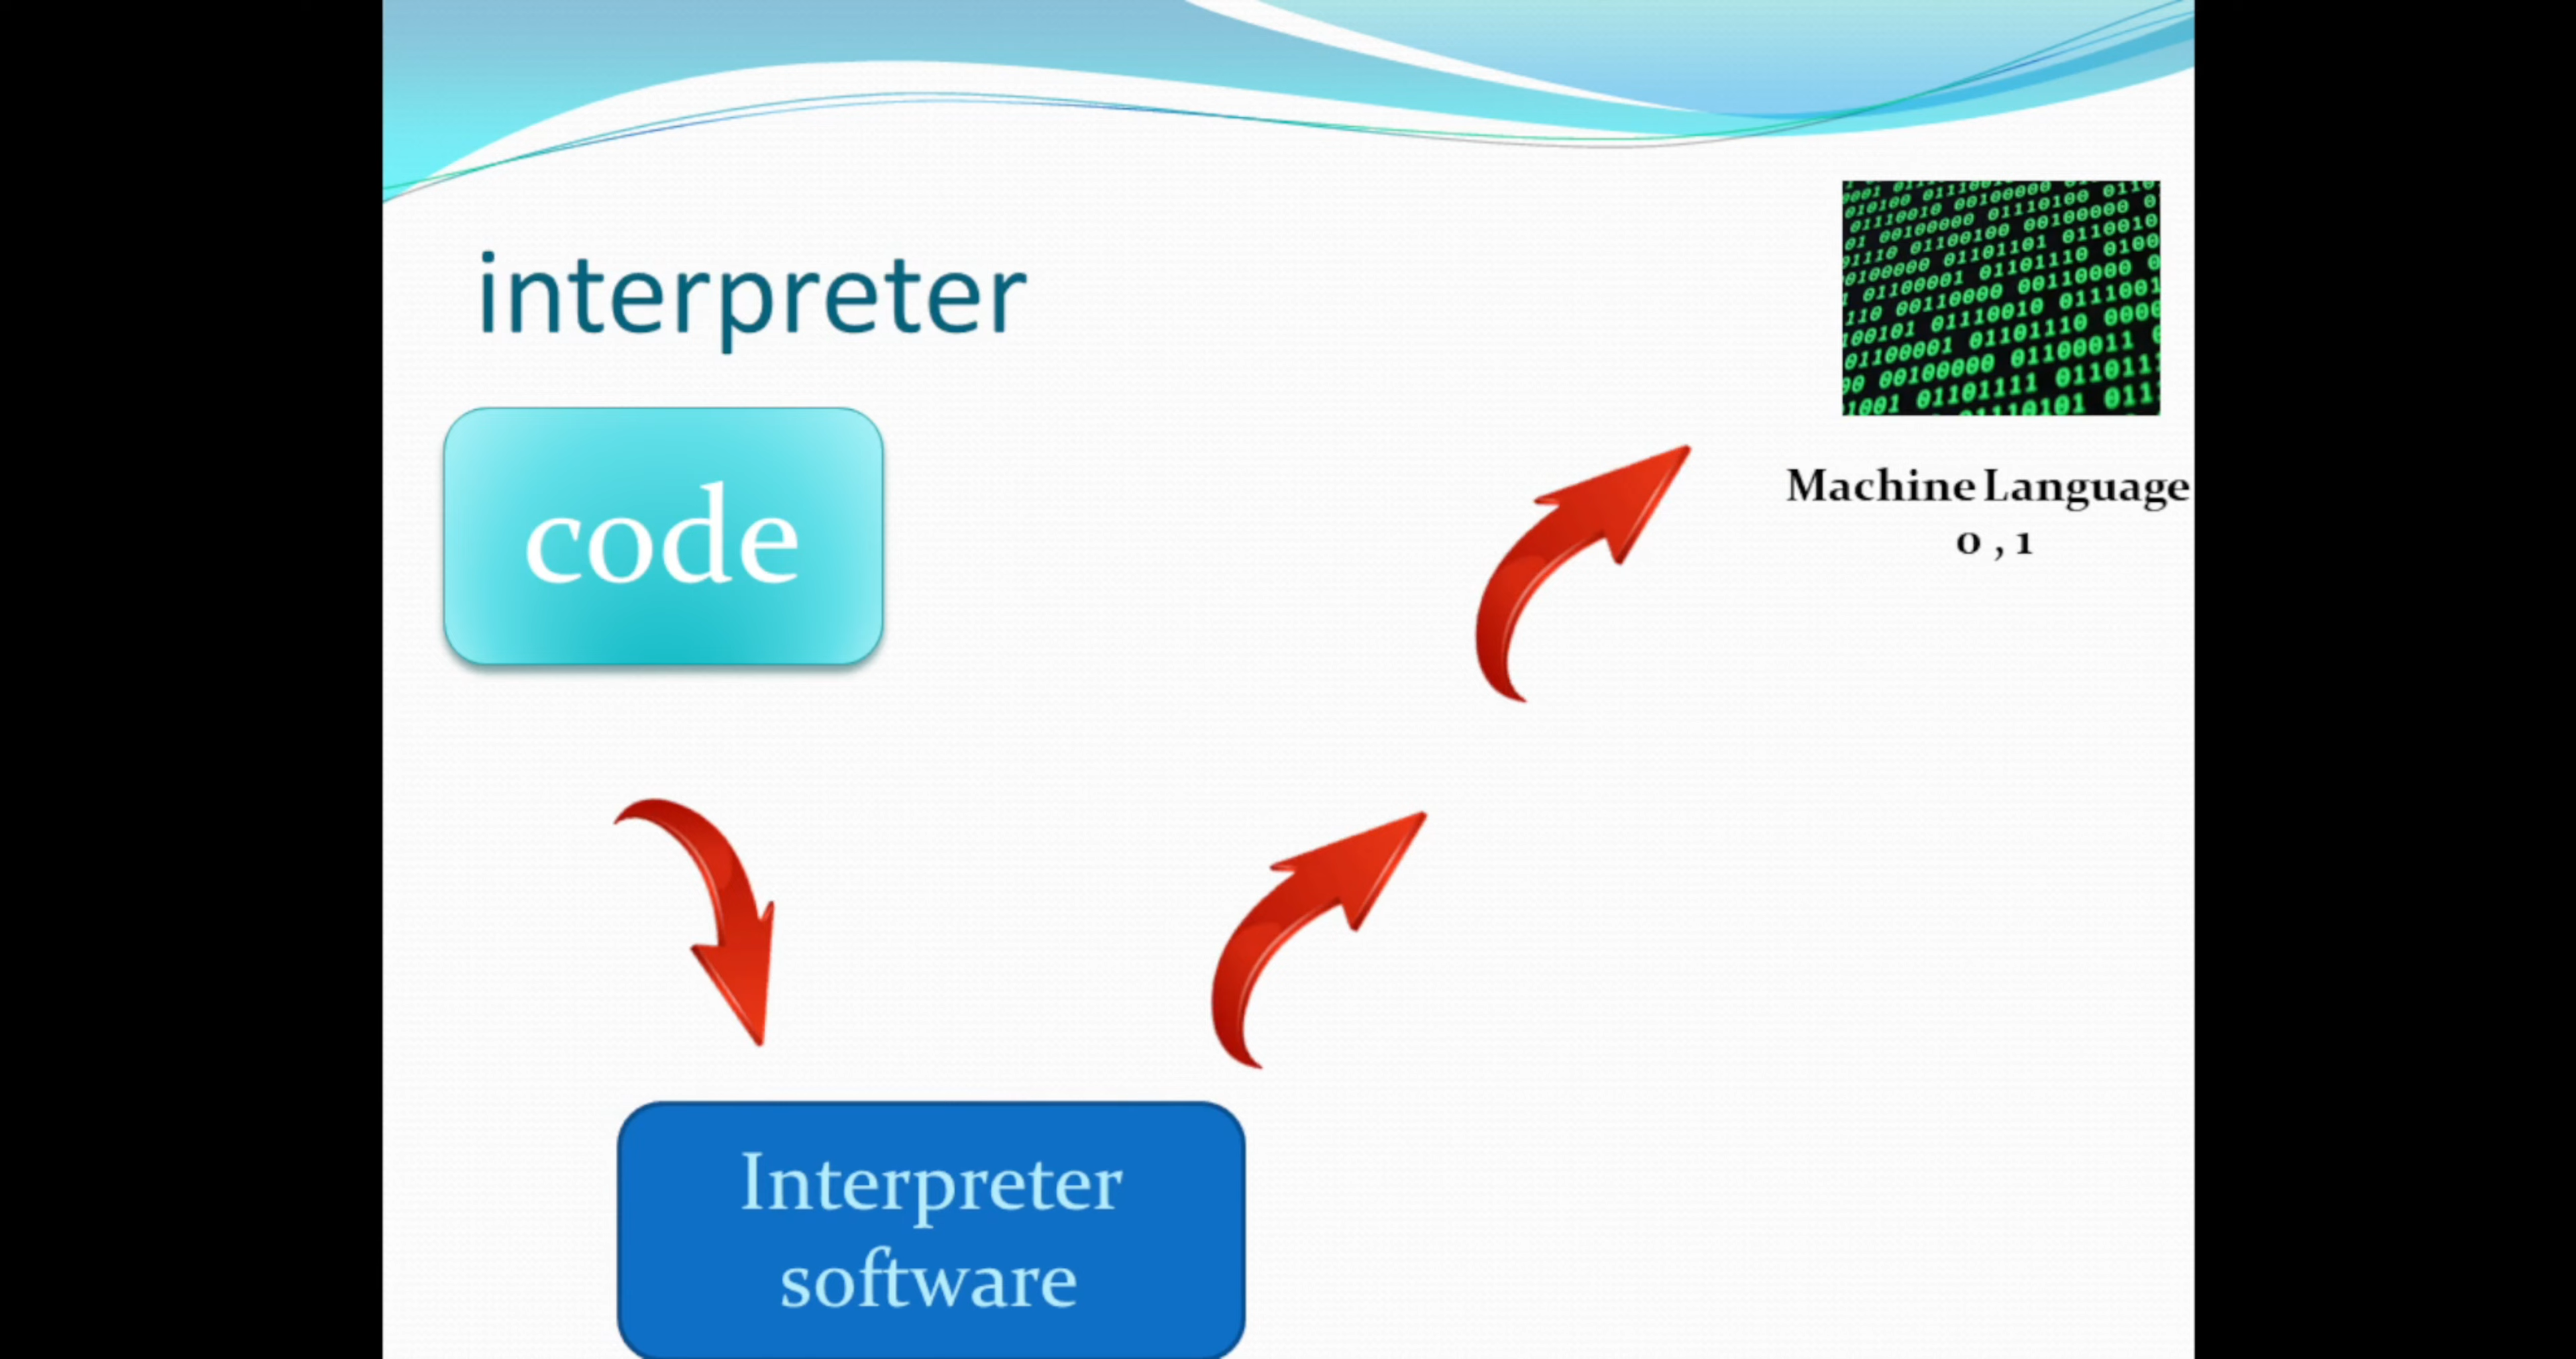 interpreter
code
Machine Language
0 , 1
Interpreter
software